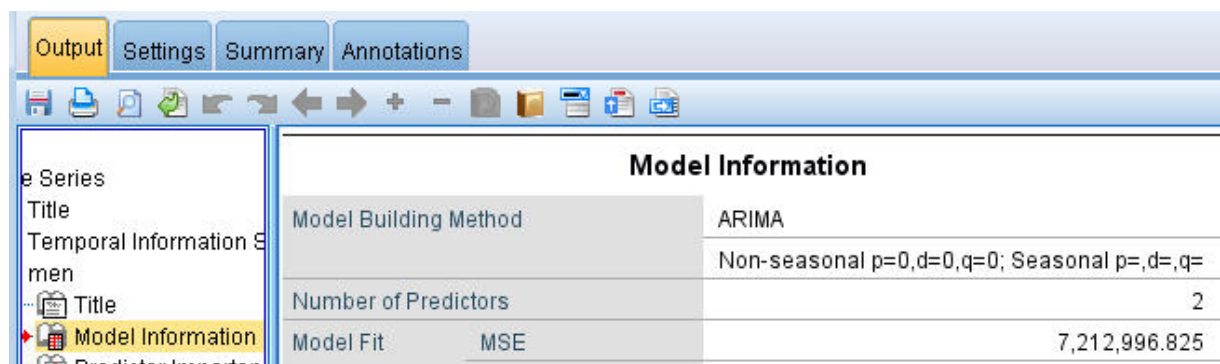 Output Settings Summary Annotations
e Series
Title
Temporal Information S
men
Title
Model Information
Model Information
Model Building Method ARIMA
Non-seasonal p=0,d=0,q=0; Seasonal p=,d=,q=
Number of Predictors 2
Model Fit MSE 7,212,996.825